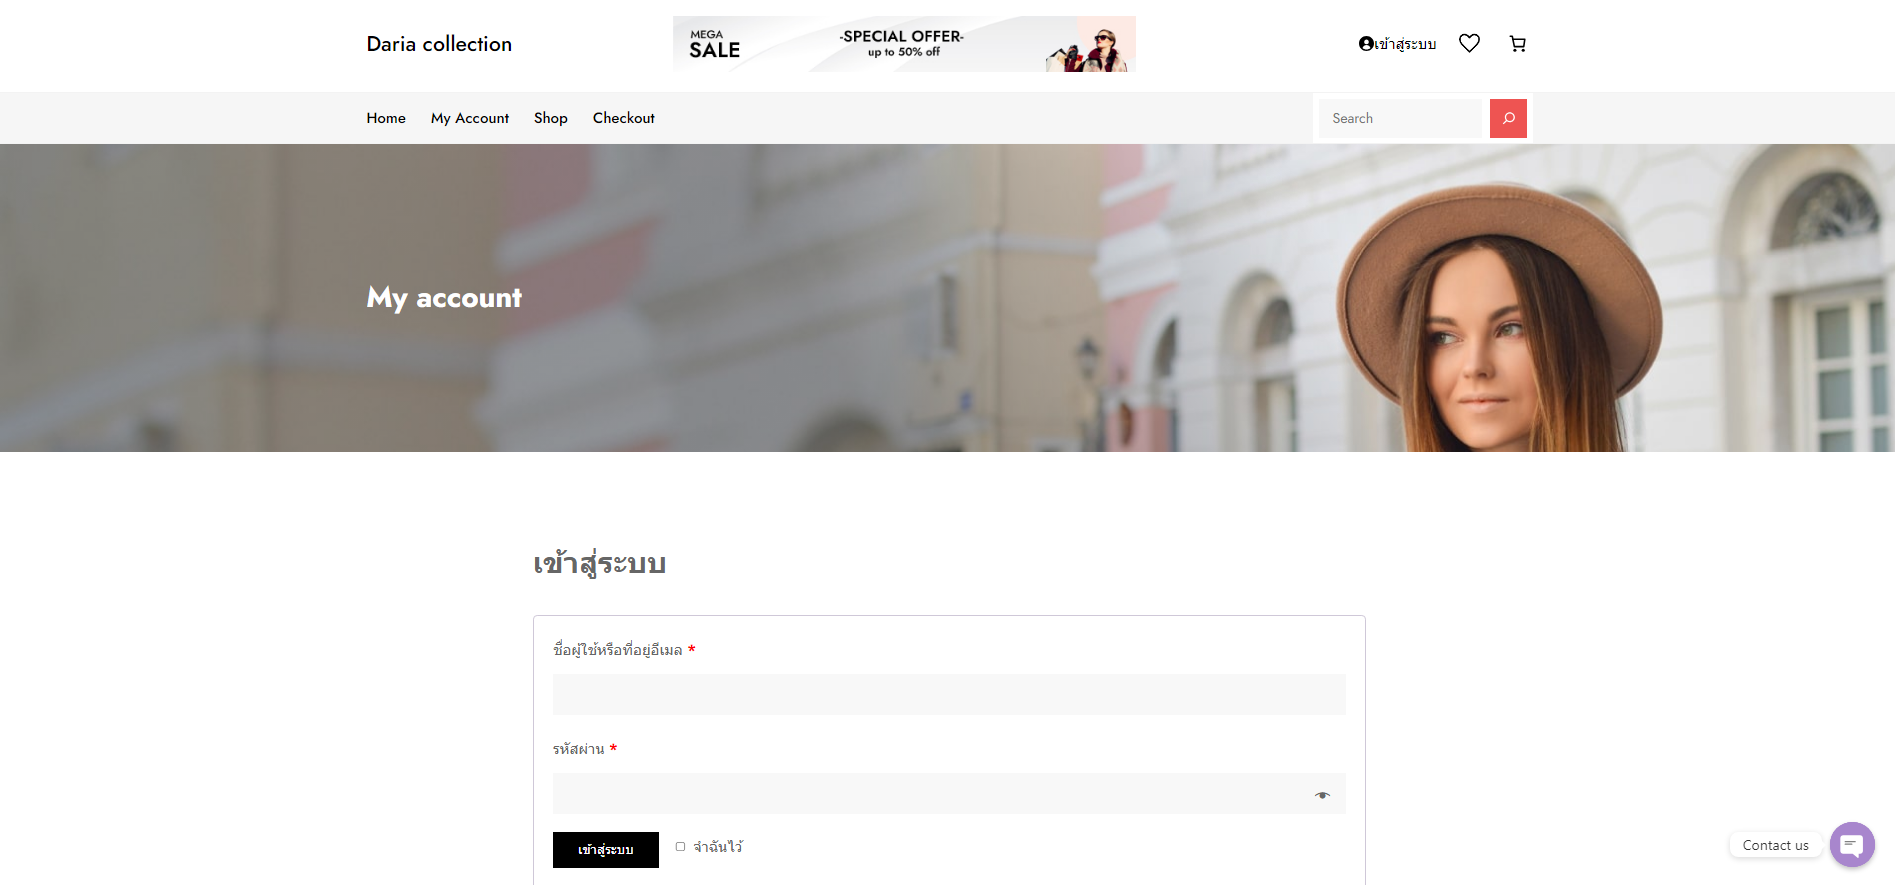 Daria collection
MEGA
SALE
-SPECIAL OFFER-
up to 50% off
เข้าสู่ระบบ
Home My Account Shop Checkout
Search
My account
เข้าสู่ระบบ
ชื่อผู้ใช้หรือที่อยู่อีเมล *
รหัสผ่าน *
เข้าสู่ระบบ
จำฉันไว้
Contact us